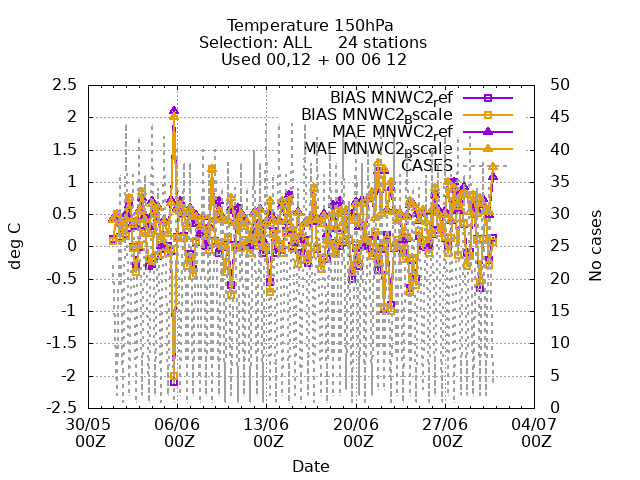 Temperature 150hPa
Selection: ALL 24 stations
Used 00,12 + 00 06 12
2.5
2
1.5
1
0.5
0
-0.5
-1
-1.5
-2
-2.5
deg C
50
45
40
35
30
25
20
15
10
5
0
No cases
BIAS MNWC2_ref
BIAS MNWC2_Bscale
MAE MNWC2_ref
MAE MNWC2_Bscale
CASES
30/05 06/06 13/06 20/06 27/06 04/07
00Z 00Z 00Z 00Z 00Z 00Z
Date